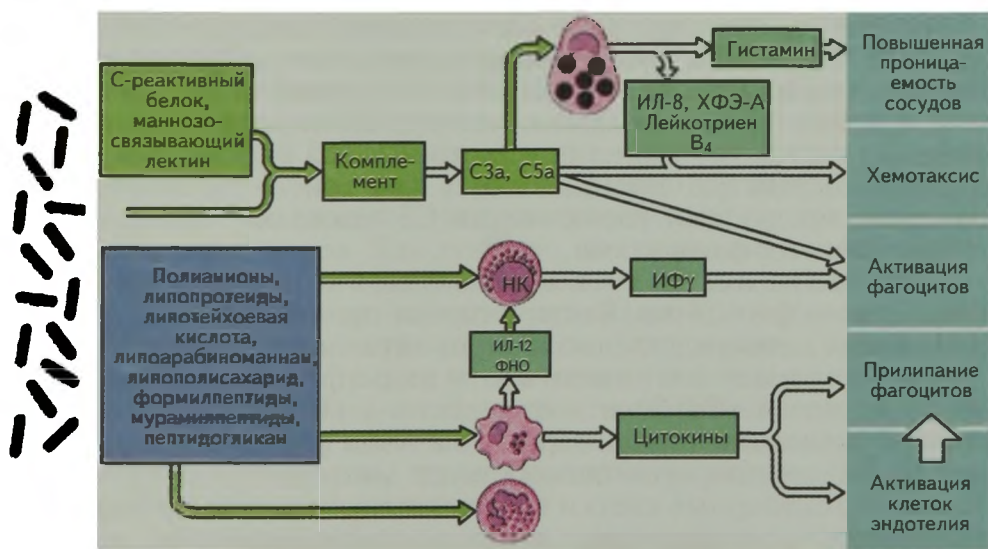 С-реактивный
белок,
маннозо-
связывающий
лектин
Компле-
мент
С3а, С5а
Гистамин
ИЛ-8, ХФЭ-А
Лейкотриен
В4
Повышенная
проница-
емость
сосудов
Хемотаксис
Полианионы,
липопротеиды,
липотейхоевая
кислота,
липоарабиноманнан,
липополисахарид,
формилпептиды,
мурамилпептиды,
пептидогликан
НК
ИФγ
Активация
фагоцитов
ИЛ-12
ФНО
Цитокины
Прилипание
фагоцитов
Активация
клеток
эндотелия